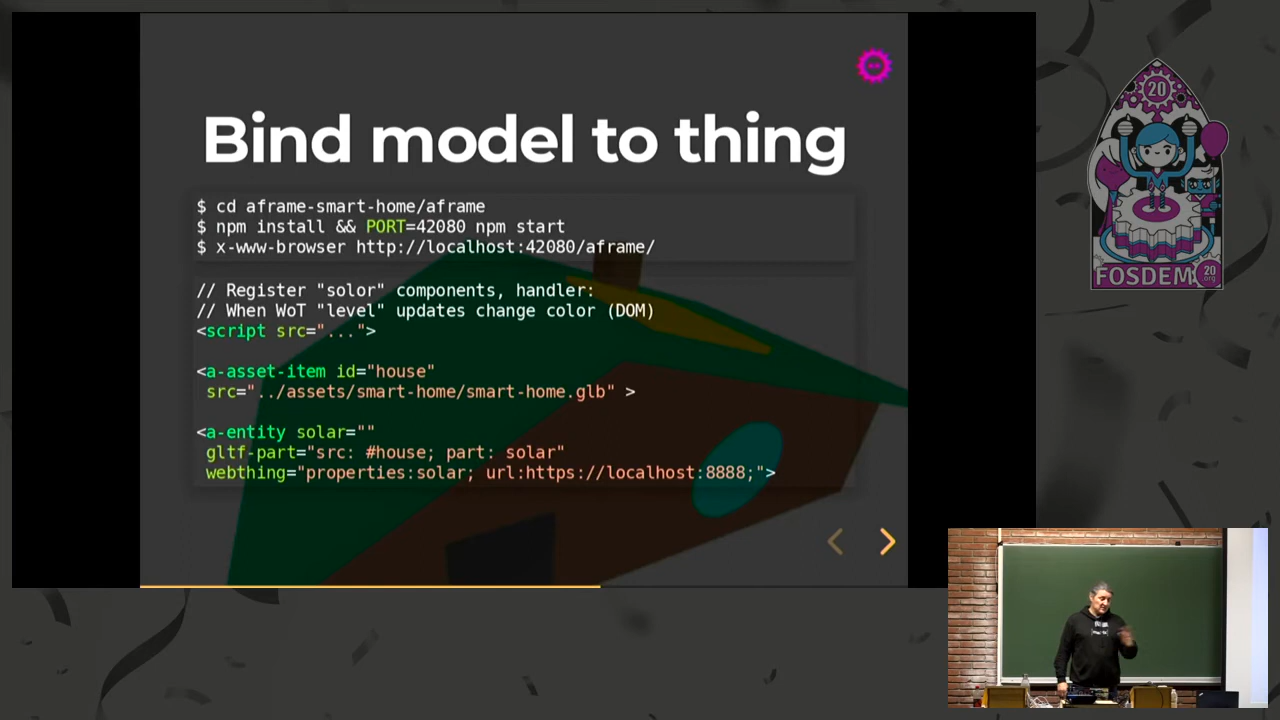 Bind model to thing
$ cd aframe-smart-home/aframe
$ npm install && PORT=42080 npm start
$ x-www-browser http://localhost:42080/aframe/
// Register "solor" components, handler:
// When WoT "level" updates change color (DOM)
<script src="...">
<a-asset-item id="house"
src="../assets/smart-home/smart-home.glb" >
<a-entity solar=""
gltf-part="src: #house; part: solar"
webthing="properties:solar; url:https://localhost:8888;">
20
FOSDEM
20
org